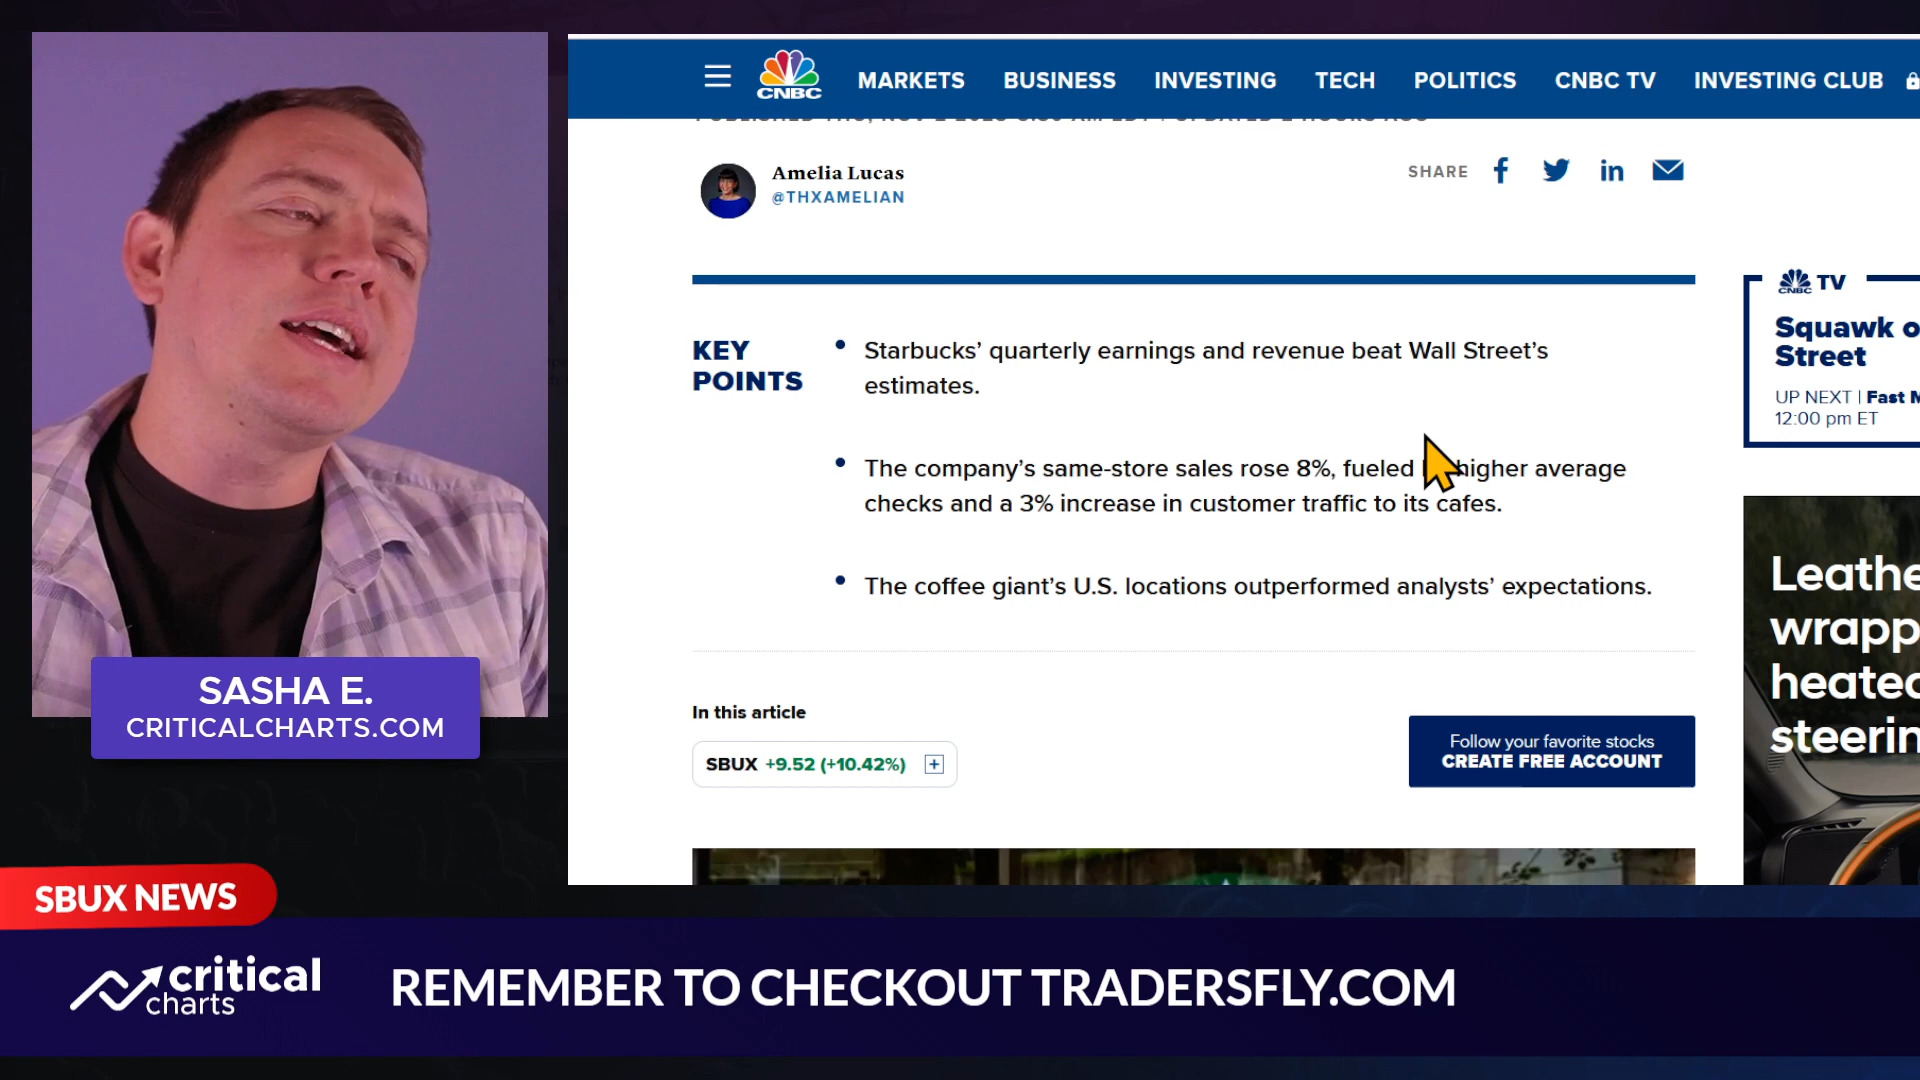 CNBC
MARKETS
BUSINESS
INVESTING
TECH
POLITICS
CNBC TV
INVESTING CLUB
Amelia Lucas
@THXAMELIAN
SHARE
KEY
POINTS
Starbucks’ quarterly earnings and revenue beat Wall Street’s
estimates.
The company’s same-store sales rose 8%, fueled higher average
checks and a 3% increase in customer traffic to its cafes.
The coffee giant’s U.S. locations outperformed analysts’ expectations.
In this article
SBUX +9.52 (+10.42%)
Follow your favorite stocks
CREATE FREE ACCOUNT
CNBC TV
Squawk o
Street
UP NEXT | Fast M
12:00 pm ET
Leathe
wrapp
heated
steerin
SASHA E.
CRITICALCHARTS.COM
SBUX NEWS
critical
charts
REMEMBER TO CHECKOUT TRADERSFLY.COM